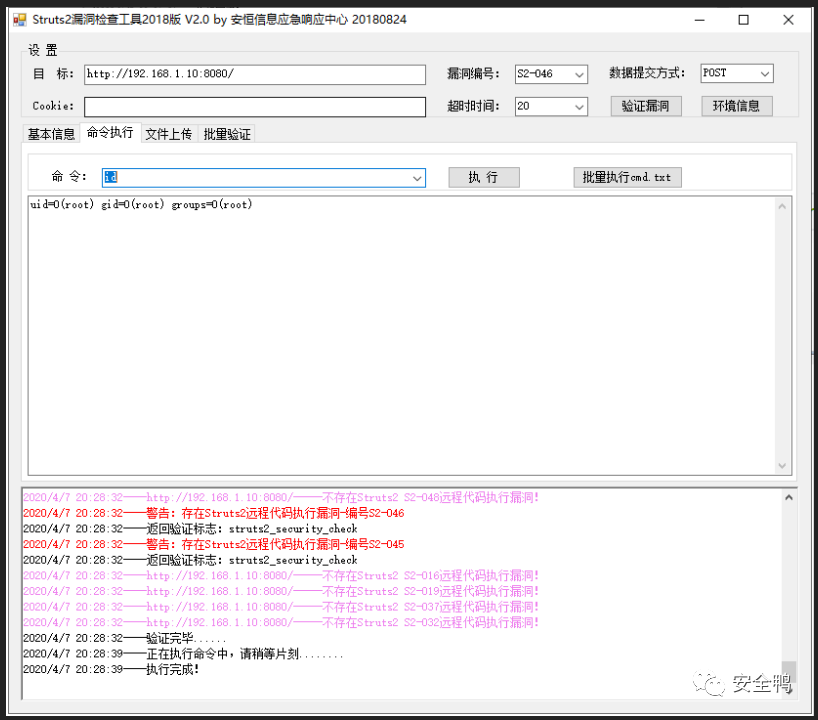 Struts2漏洞检查工具2018版 V2.0 by 安恒信息应急响应中心 20180824
设 置
目 标: http://192.168.1.10:8080/ 漏洞编号: S2-046 数据提交方式: POST
Cookie: 超时时间: 20 验证漏洞 环境信息
基本信息 命令执行 文件上传 批量验证
命 令: id 执 行 批量执行cmd.txt
uid=0(root) gid=0(root) groups=0(root)
2020/4/7 20:28:32——http://192.168.1.10:8080/——不存在Struts2 S2-048远程代码执行漏洞!
2020/4/7 20:28:32——警告: 存在Struts2远程代码执行漏洞-编号S2-046
2020/4/7 20:28:32——返回验证标志: struts2_security_check
2020/4/7 20:28:32——警告: 存在Struts2远程代码执行漏洞-编号S2-045
2020/4/7 20:28:32——返回验证标志: struts2_security_check
2020/4/7 20:28:32——http://192.168.1.10:8080/——不存在Struts2 S2-016远程代码执行漏洞!
2020/4/7 20:28:32——http://192.168.1.10:8080/——不存在Struts2 S2-019远程代码执行漏洞!
2020/4/7 20:28:32——http://192.168.1.10:8080/——不存在Struts2 S2-037远程代码执行漏洞!
2020/4/7 20:28:32——http://192.168.1.10:8080/——不存在Struts2 S2-032远程代码执行漏洞!
2020/4/7 20:28:32——验证完毕......
2020/4/7 20:28:39——正在执行命令中，请稍等片刻........
2020/4/7 20:28:39——执行完成!
安全鸭